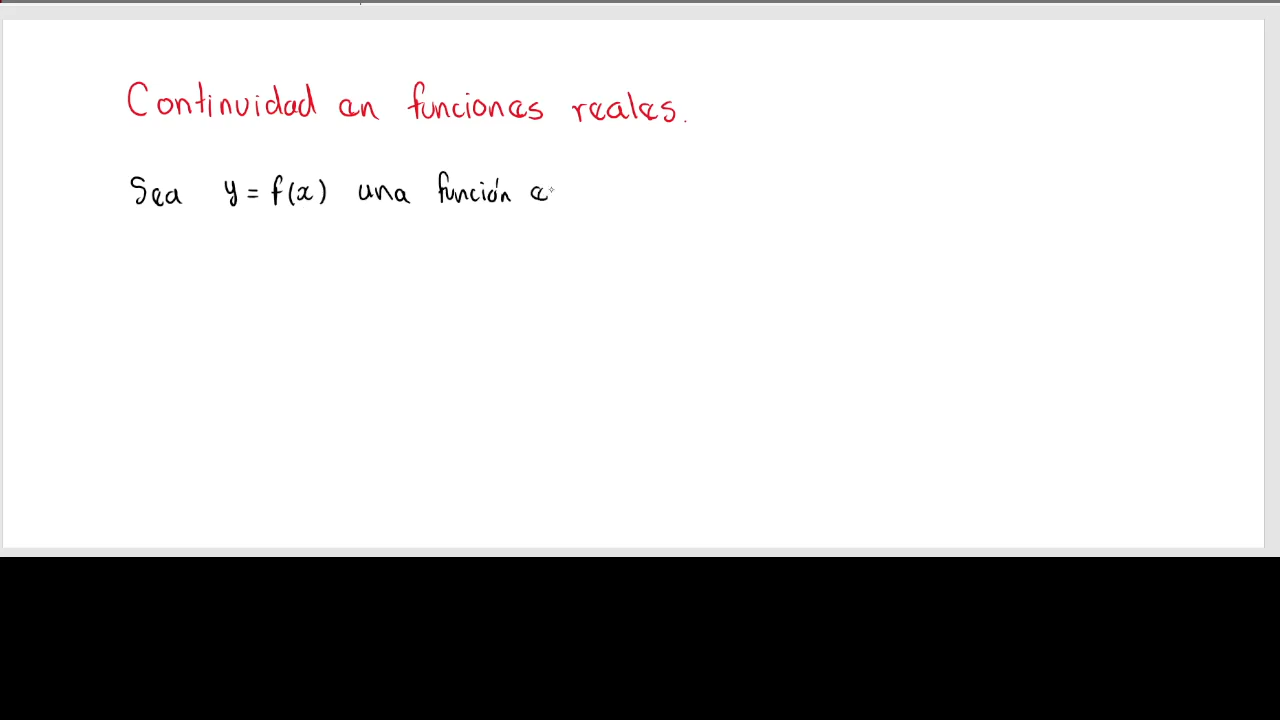 Continuidad en funciones reales.
Sea y = f(x) una función e